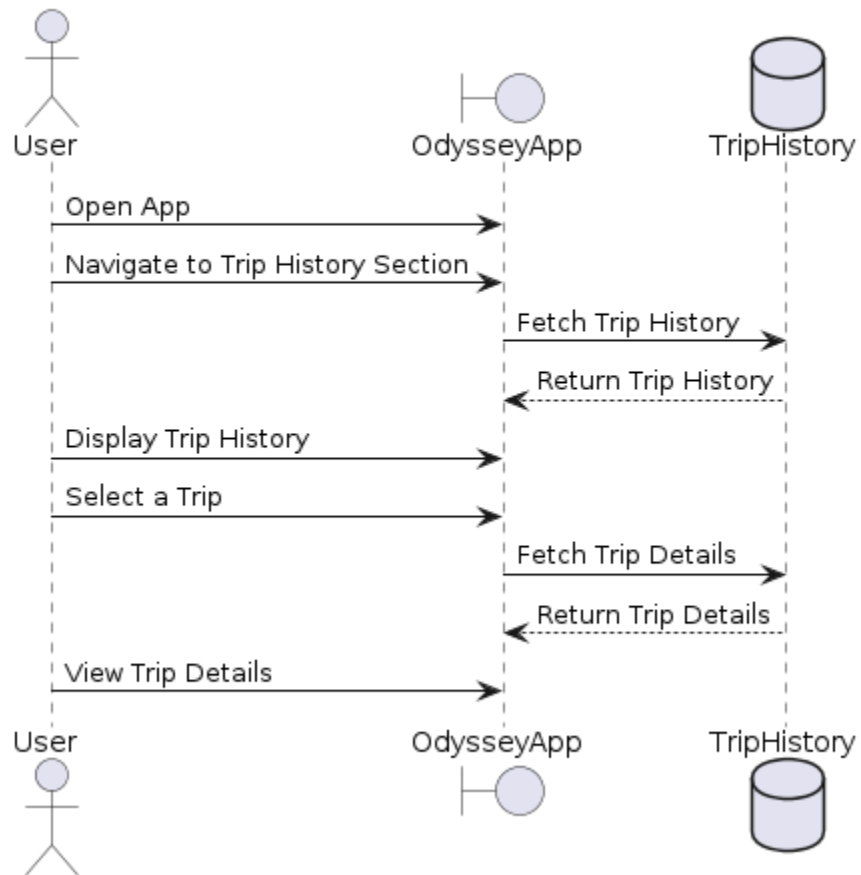 User
OdysseyApp
TripHistory
Open App
Navigate to Trip History Section
Fetch Trip History
Return Trip History
Display Trip History
Select a Trip
Fetch Trip Details
Return Trip Details
View Trip Details
User
OdysseyApp
TripHistory